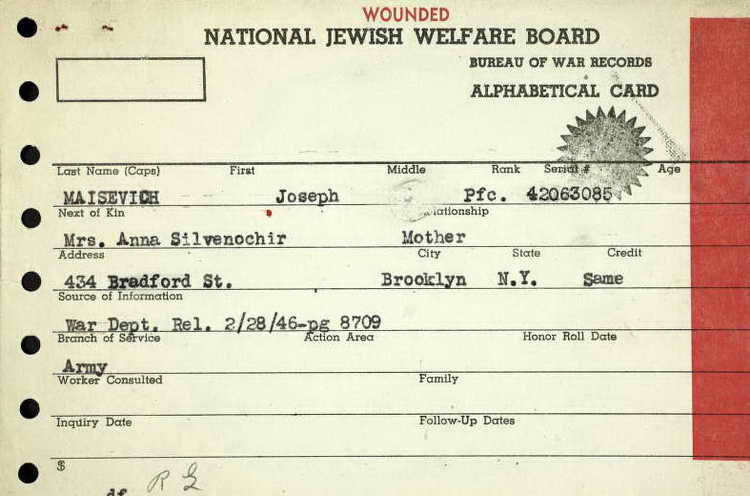 WOUNDED
NATIONAL JEWISH WELFARE BOARD
BUREAU OF WAR RECORDS
ALPHABETICAL CARD
Last Name (Caps) First Middle Rank Serial # Age
MAISEVICH Joseph Pfc. 42063085
Next of Kin
Mrs. Anna Silvenochir Mother
Address City State Credit
434 Bradford St. Brooklyn N.Y. Same
Source of Information
War Dept. Rel. 2/28/46-pg 8709
Branch of Service Action Area Honor Roll Date
Army
Worker Consulted Family
Inquiry Date Follow-Up Dates
$
df